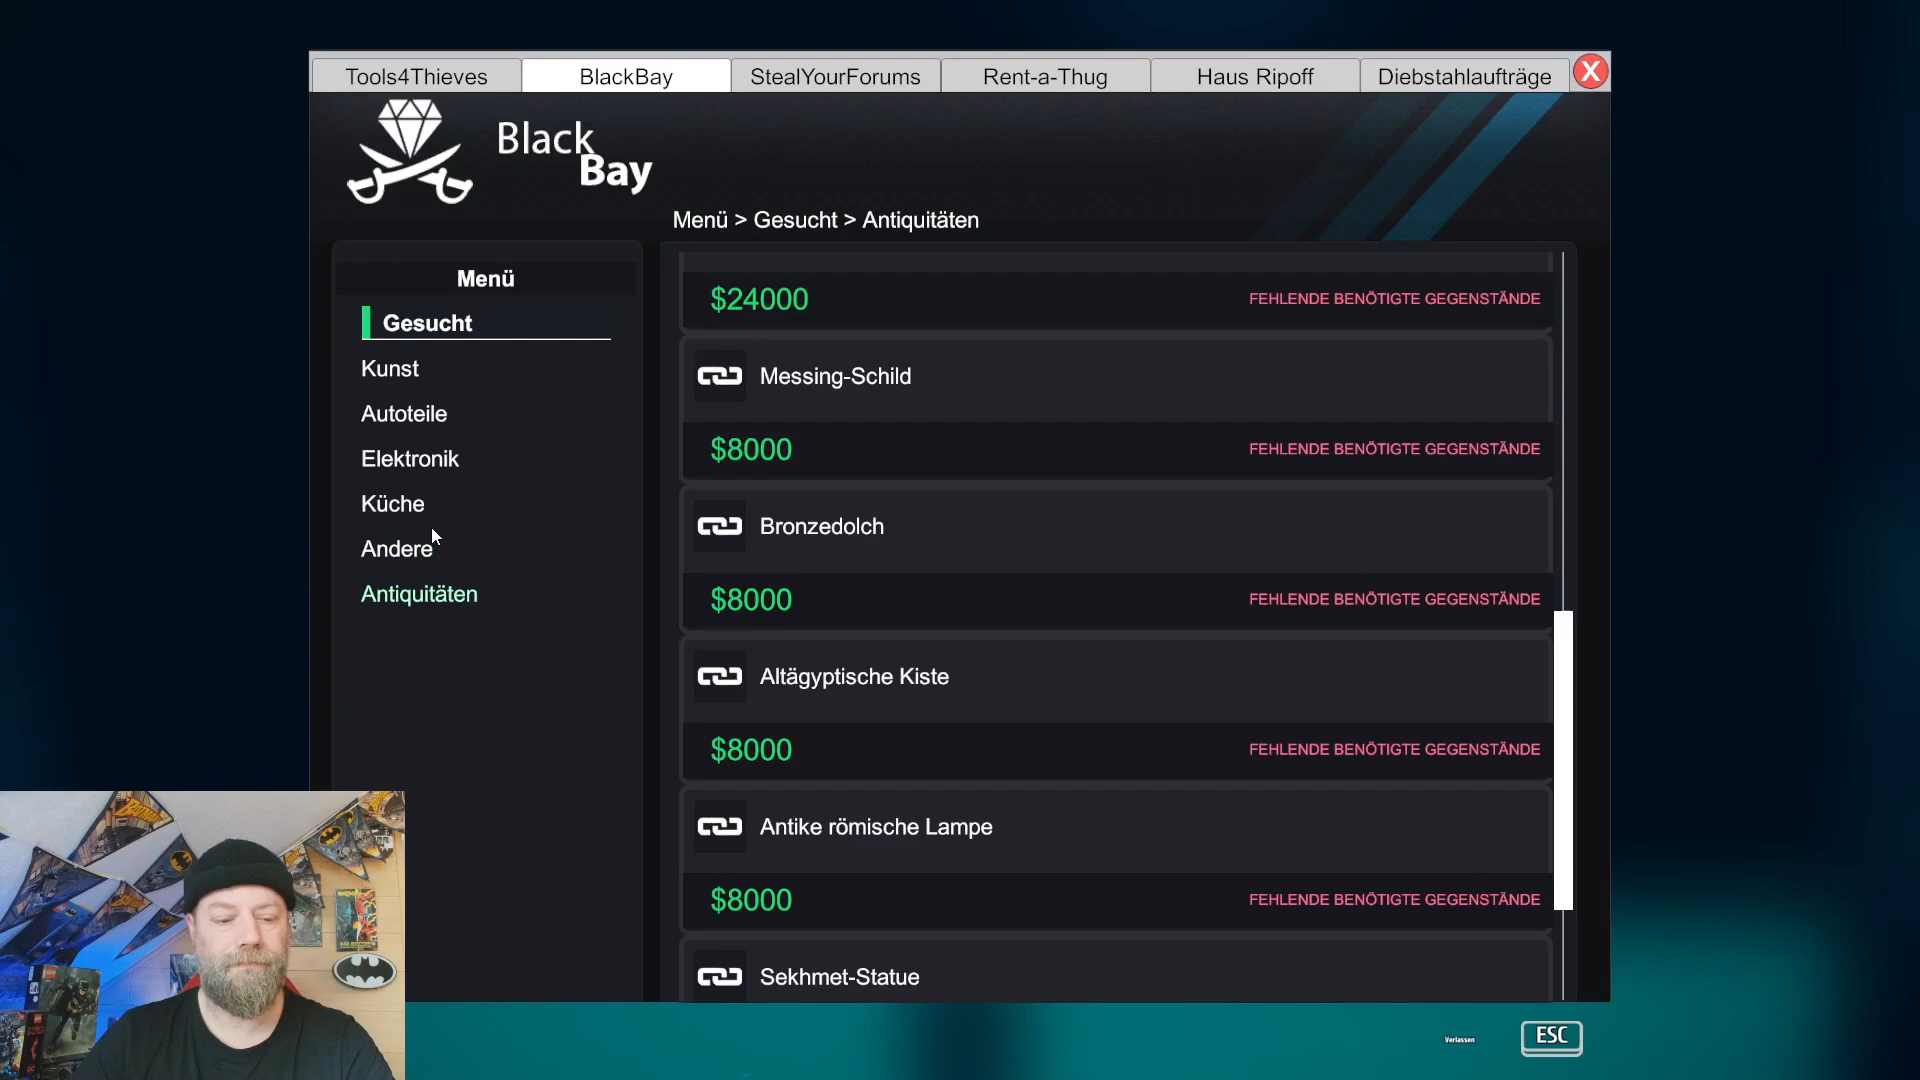 Tools4Thieves
BlackBay
StealYourForums
Rent-a-Thug
Haus Ripoff
Diebstahlaufträge
X
Black
Bay
Menü > Gesucht > Antiquitäten
Menü
Gesucht
Kunst
Autoteile
Elektronik
Küche
Andere
Antiquitäten
$24000
FEHLENDE BENÖTIGTE GEGENSTÄNDE
Messing-Schild
$8000
FEHLENDE BENÖTIGTE GEGENSTÄNDE
Bronzedolch
$8000
FEHLENDE BENÖTIGTE GEGENSTÄNDE
Altägyptische Kiste
$8000
FEHLENDE BENÖTIGTE GEGENSTÄNDE
Antike römische Lampe
$8000
FEHLENDE BENÖTIGTE GEGENSTÄNDE
Sekhmet-Statue
Verlassen
ESC